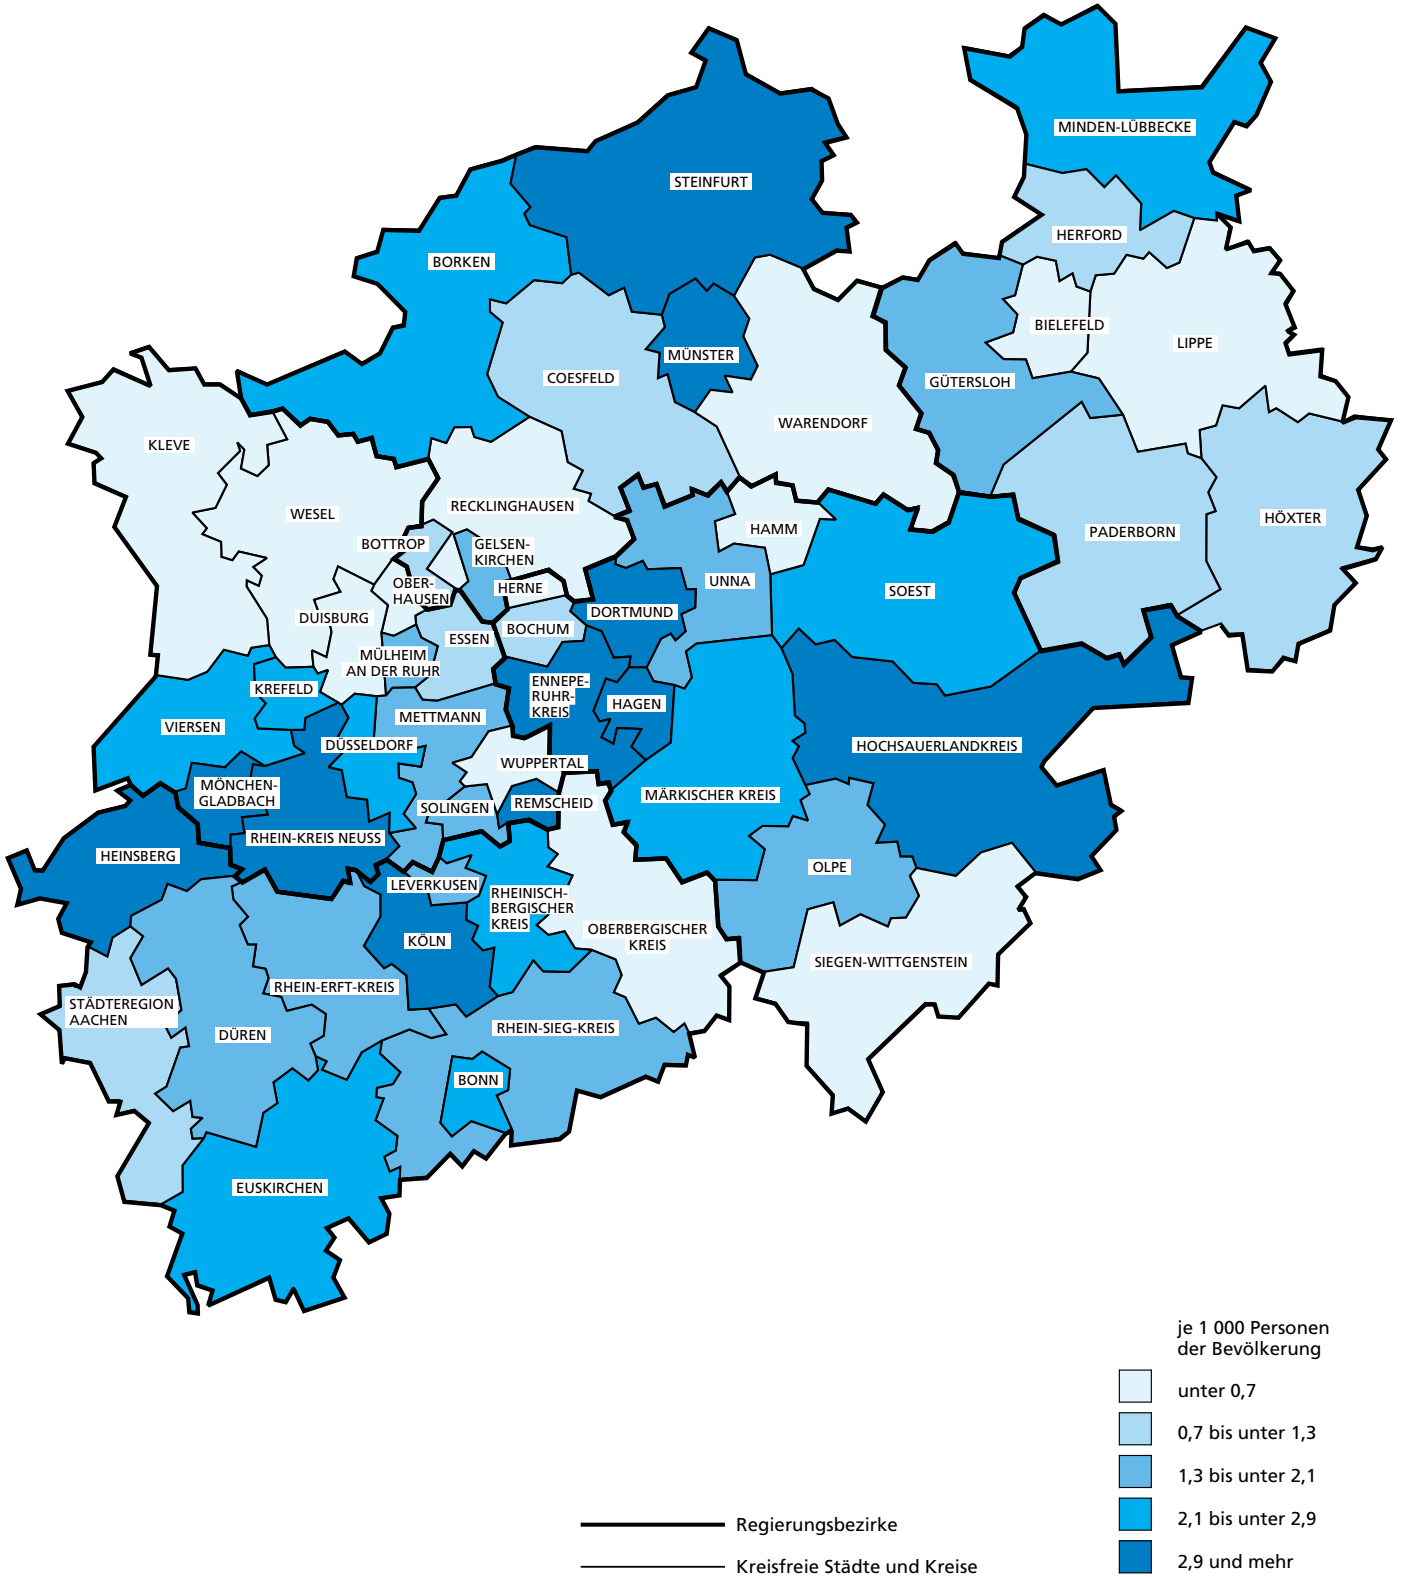 MINDEN-LÜBBECKE
STEINFURT
HERFORD
BORKEN
BIELEFELD
LIPPE
MÜNSTER
COESFELD
GÜTERSLOH
WARENDORF
KLEVE
RECKLINGHAUSEN
WESEL
HÖXTER
HAMM
PADERBORN
BOTTROP
GELSEN-
KIRCHEN
UNNA
OBER-
HAUSEN
HERNE
SOEST
DORTMUND
DUISBURG
BOCHUM
ESSEN
MÜLHEIM
AN DER RUHR
ENNEPE-
RUHR-
KREIS
KREFELD
HAGEN
METTMANN
VIERSEN
DÜSSELDORF
HOCHSAUERLANDKREIS
WUPPERTAL
MÖNCHEN-
GLADBACH
MÄRKISCHER KREIS
REMSCHEID
SOLINGEN
RHEIN-KREIS NEUSS
HEINSBERG
OLPE
LEVERKUSEN
RHEINISCH-
BERGISCHER
KREIS
OBERBERGISCHER
KREIS
KÖLN
SIEGEN-WITTGENSTEIN
RHEIN-ERFT-KREIS
STÄDTEREGION
AACHEN
RHEIN-SIEG-KREIS
DÜREN
BONN
EUSKIRCHEN
je 1 000 Personen
der Bevölkerung
unter 0,7
0,7 bis unter 1,3
1,3 bis unter 2,1
2,1 bis unter 2,9
2,9 und mehr
Regierungsbezirke
Kreisfreie Städte und Kreise